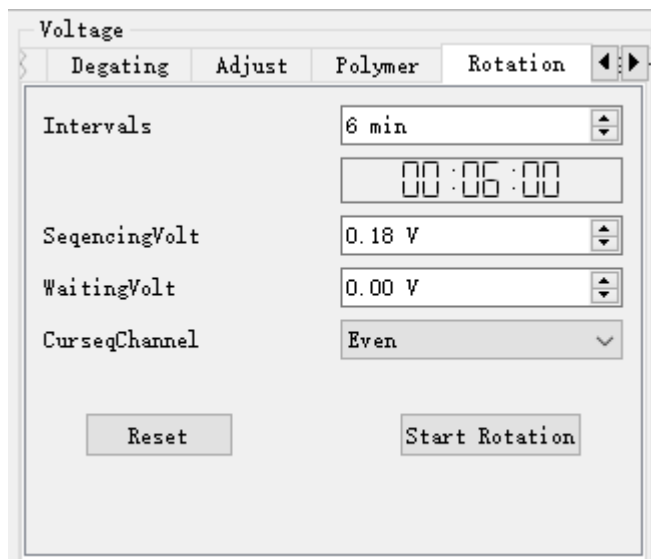 Voltage
Degating Adjust Polymer Rotation
Intervals 6 min
00:06:00
SeqencingVolt 0.18 V
WaitingVolt 0.00 V
CurseqChannel Even
Reset Start Rotation